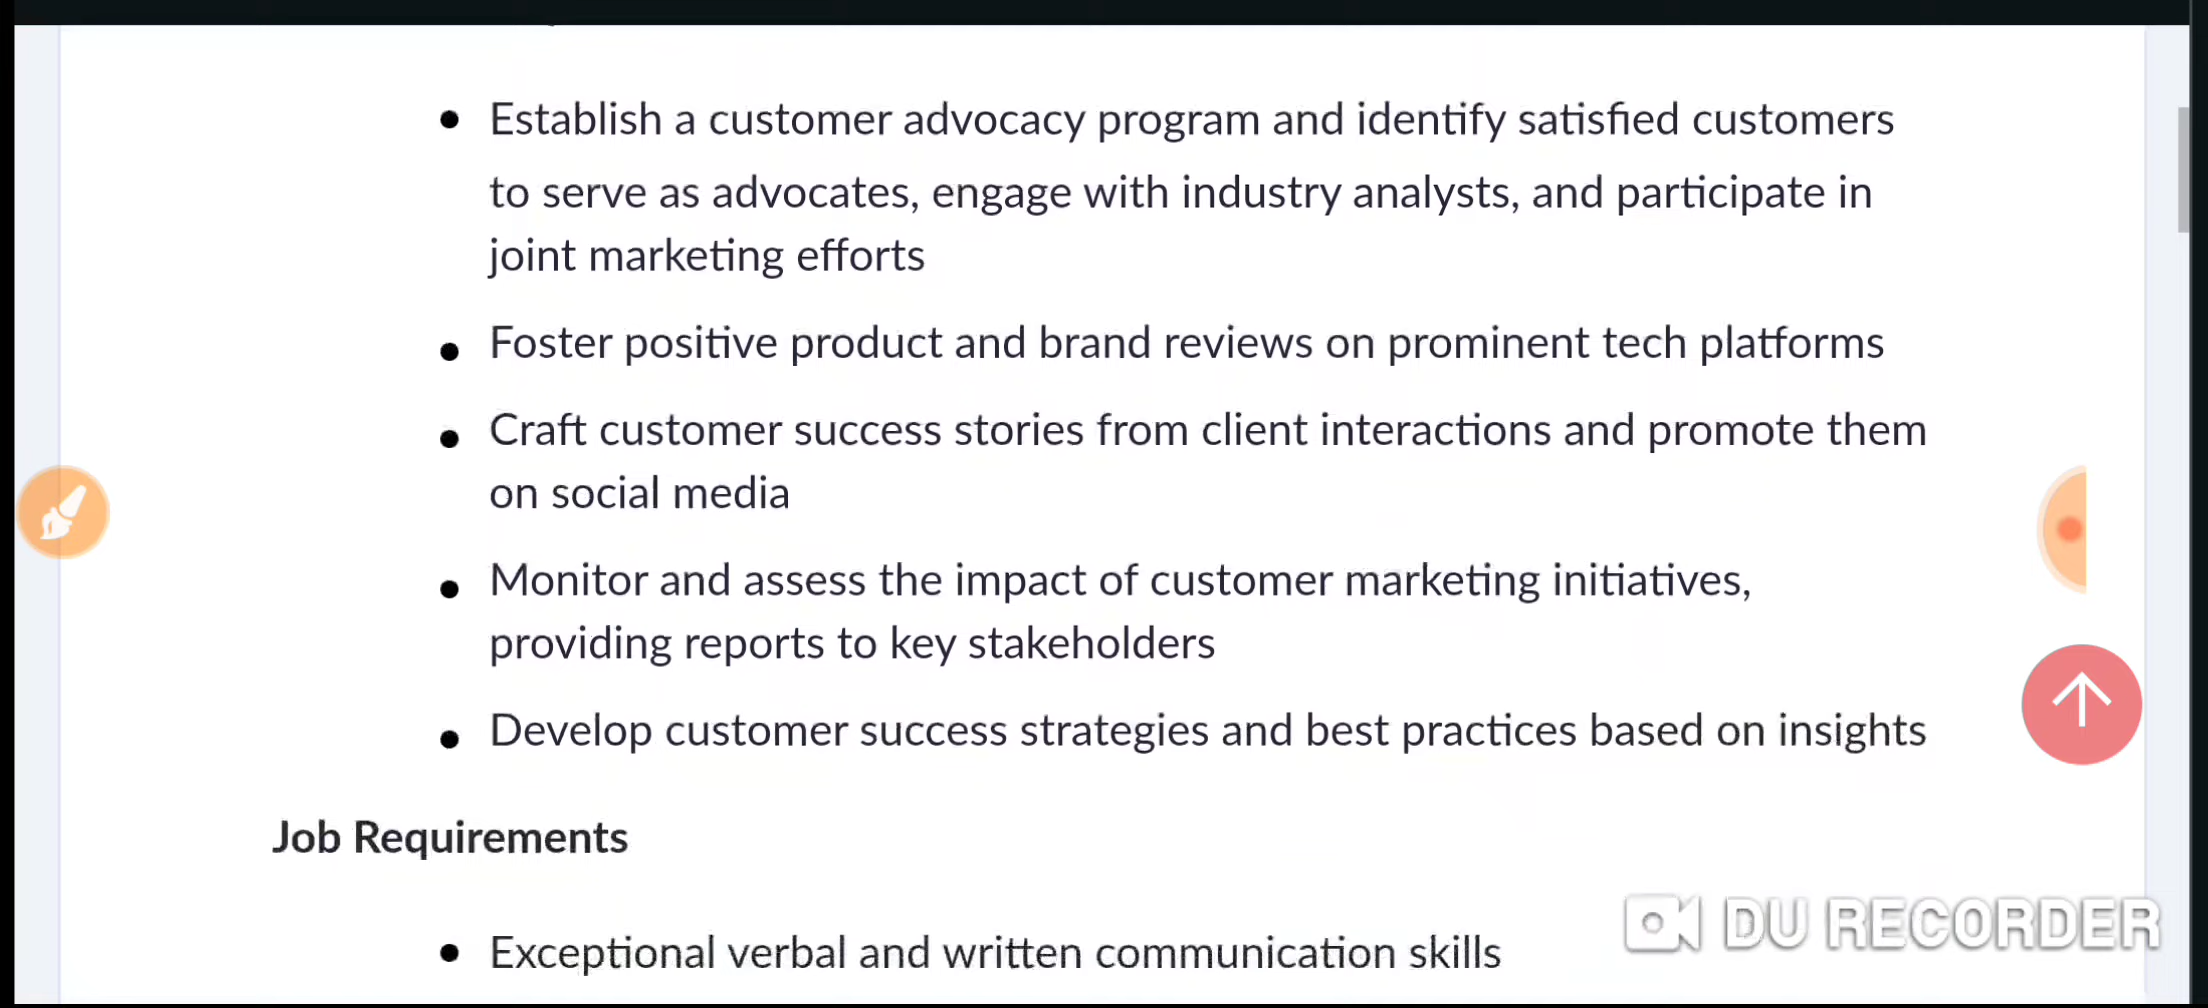 Establish a customer advocacy program and identify satisfied customers
to serve as advocates, engage with industry analysts, and participate in
joint marketing efforts
Foster positive product and brand reviews on prominent tech platforms
Craft customer success stories from client interactions and promote them
on social media
Monitor and assess the impact of customer marketing initiatives,
providing reports to key stakeholders
Develop customer success strategies and best practices based on insights
Job Requirements
Exceptional verbal and written communication skills
DU RECORDER